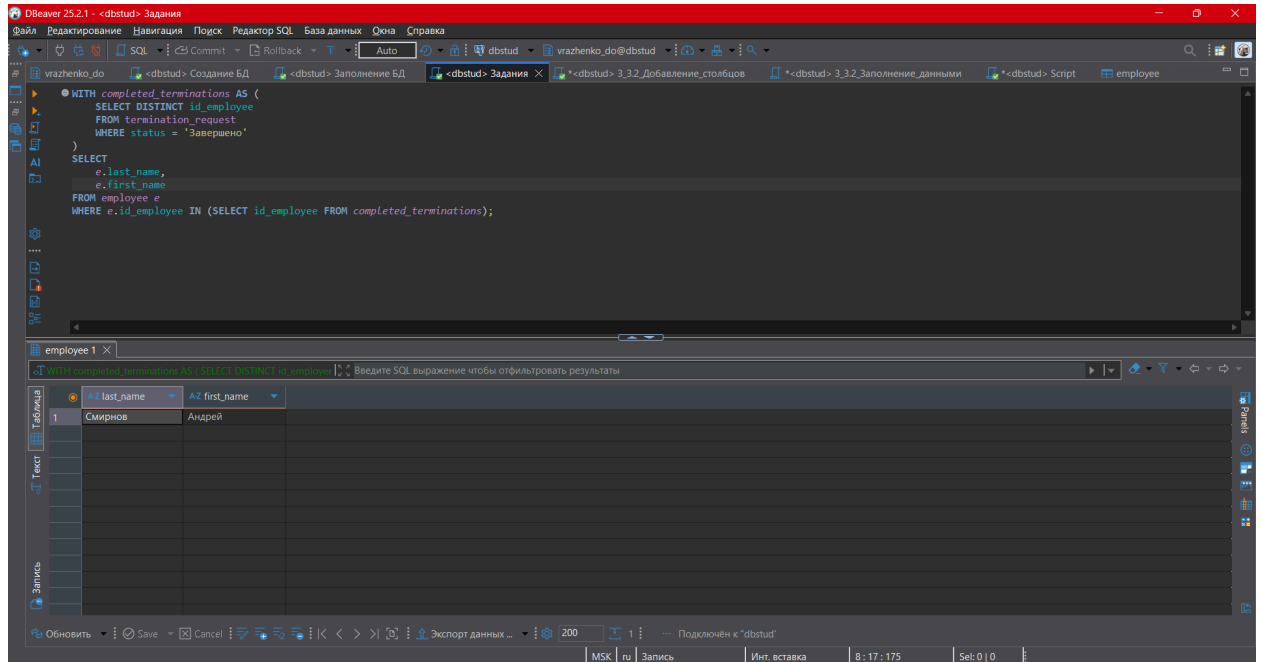 DBeaver 25.2.1 - <dbstud> Задания
Файл Редактирование Навигация Поиск Редактор SQL База данных Окна Справка
SQL Commit Rollback T Auto dbstud vrazhenko_do@dbstud
vrazhenko_do <dbstud> Создание БД <dbstud> Заполнение БД <dbstud> Задания *<dbstud> 3_3.2_Добавление_столбцов *<dbstud> 3_3.2_Заполнение_данными *<dbstud> Script employee
WITH completed_terminations AS (
SELECT DISTINCT id_employee
FROM termination_request
WHERE status = 'Завершено'
)
SELECT
e.last_name,
e.first_name
FROM employee e
WHERE e.id_employee IN (SELECT id_employee FROM completed_terminations);
AI
employee 1
WITH completed_terminations AS ( SELECT DISTINCT id_employee Введите SQL выражение чтобы отфильтровать результаты
Таблица
Текст
Запись
A-Z last_name A-Z first_name
1 Смирнов Андрей
Panels
Обновить Save Cancel Экспорт данных ... 200 1 Подключён к "dbstud"
MSK ru Запись Инт. вставка 8 : 17 : 175 Sel: 0 | 0